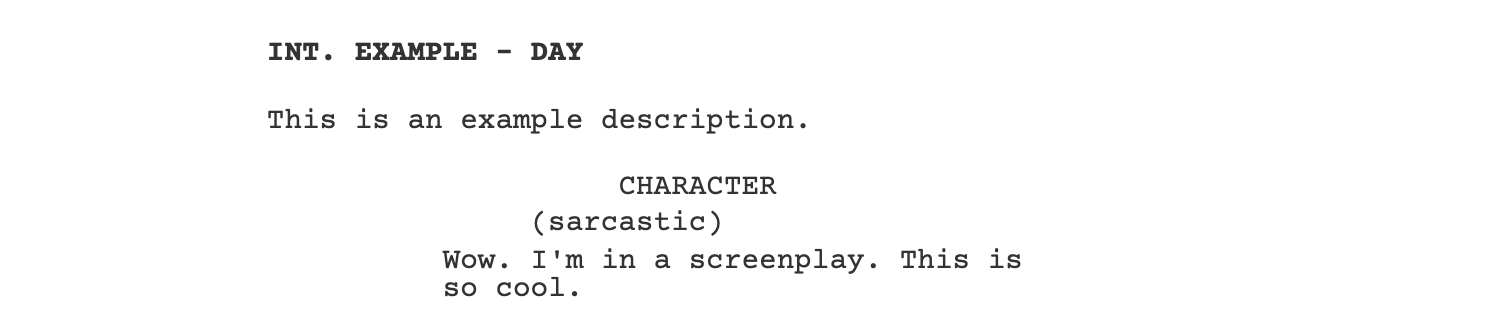 INT. EXAMPLE - DAY
This is an example description.
CHARACTER
(sarcastic)
Wow. I'm in a screenplay. This is
so cool.